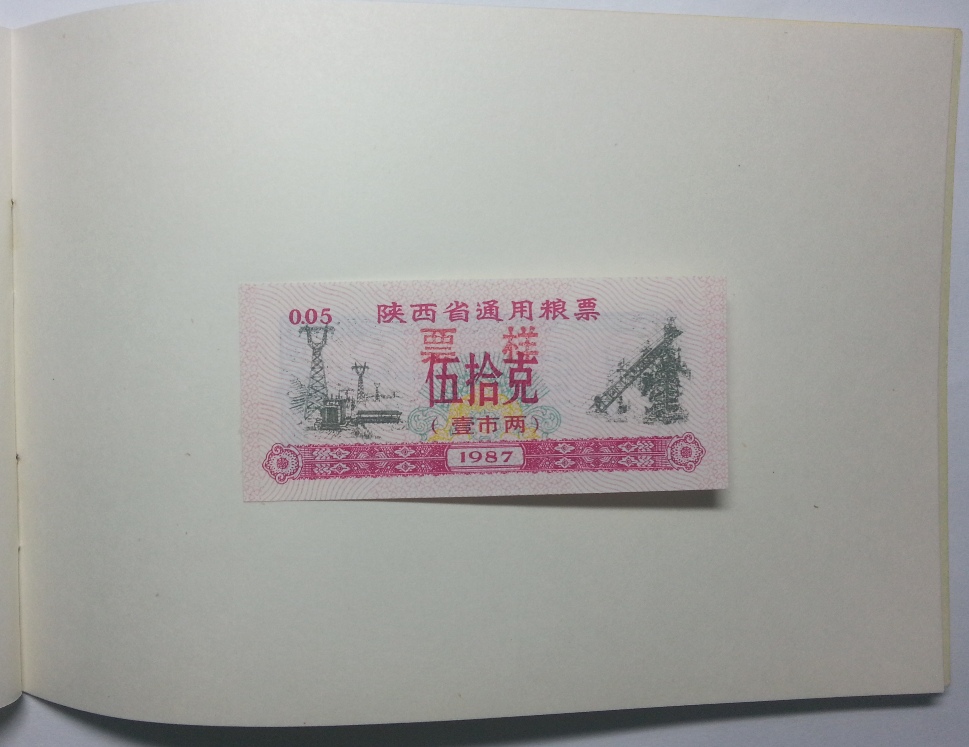 0.05 陕西省通用粮票
票样
伍拾克
（壹市两）
1987